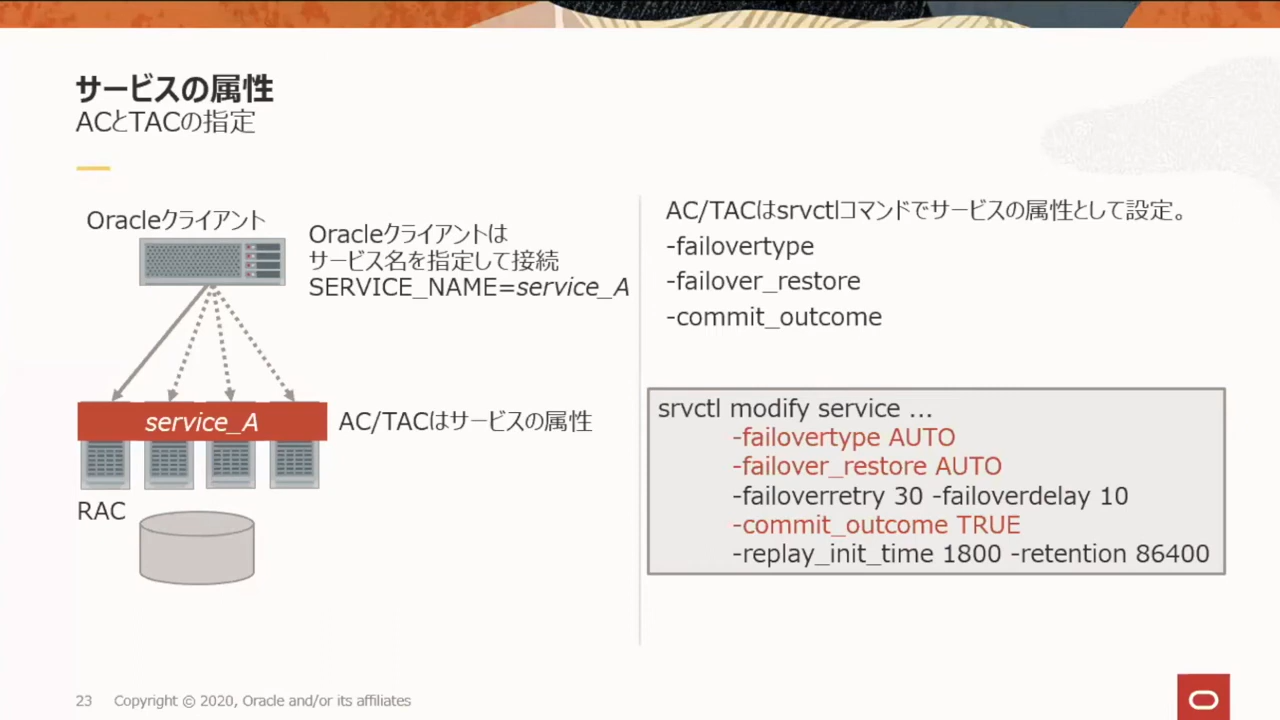 サービスの属性
ACとTACの指定
Oracleクライアント
Oracleクライアントは
サービス名を指定して接続
SERVICE_NAME=service_A
service_A
AC/TACはサービスの属性
RAC
AC/TACはsrvctlコマンドでサービスの属性として設定。
-failovertype
-failover_restore
-commit_outcome
srvctl modify service ...
-failovertype AUTO
-failover_restore AUTO
-failoverretry 30 -failoverdelay 10
-commit_outcome TRUE
-replay_init_time 1800 -retention 86400
23 Copyright © 2020, Oracle and/or its affiliates